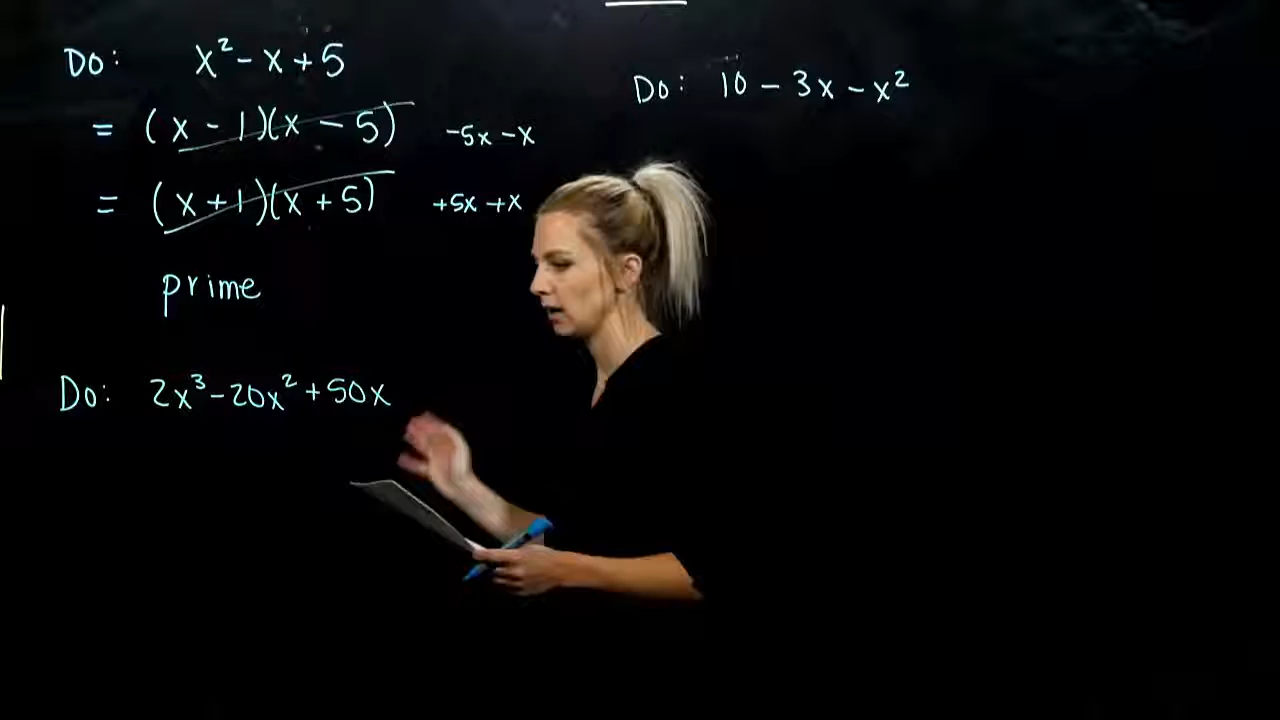 Do: x² - x + 5
= (x - 1)(x - 5) -5x - x
= (x + 1)(x + 5) +5x + x
prime
Do: 2x³ - 20x² + 50x
Do: 10 - 3x - x²